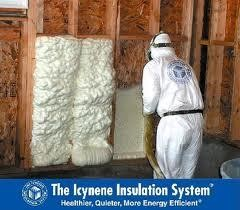 The Icynene Insulation System®
Healthier, Quieter, More Energy Efficient®